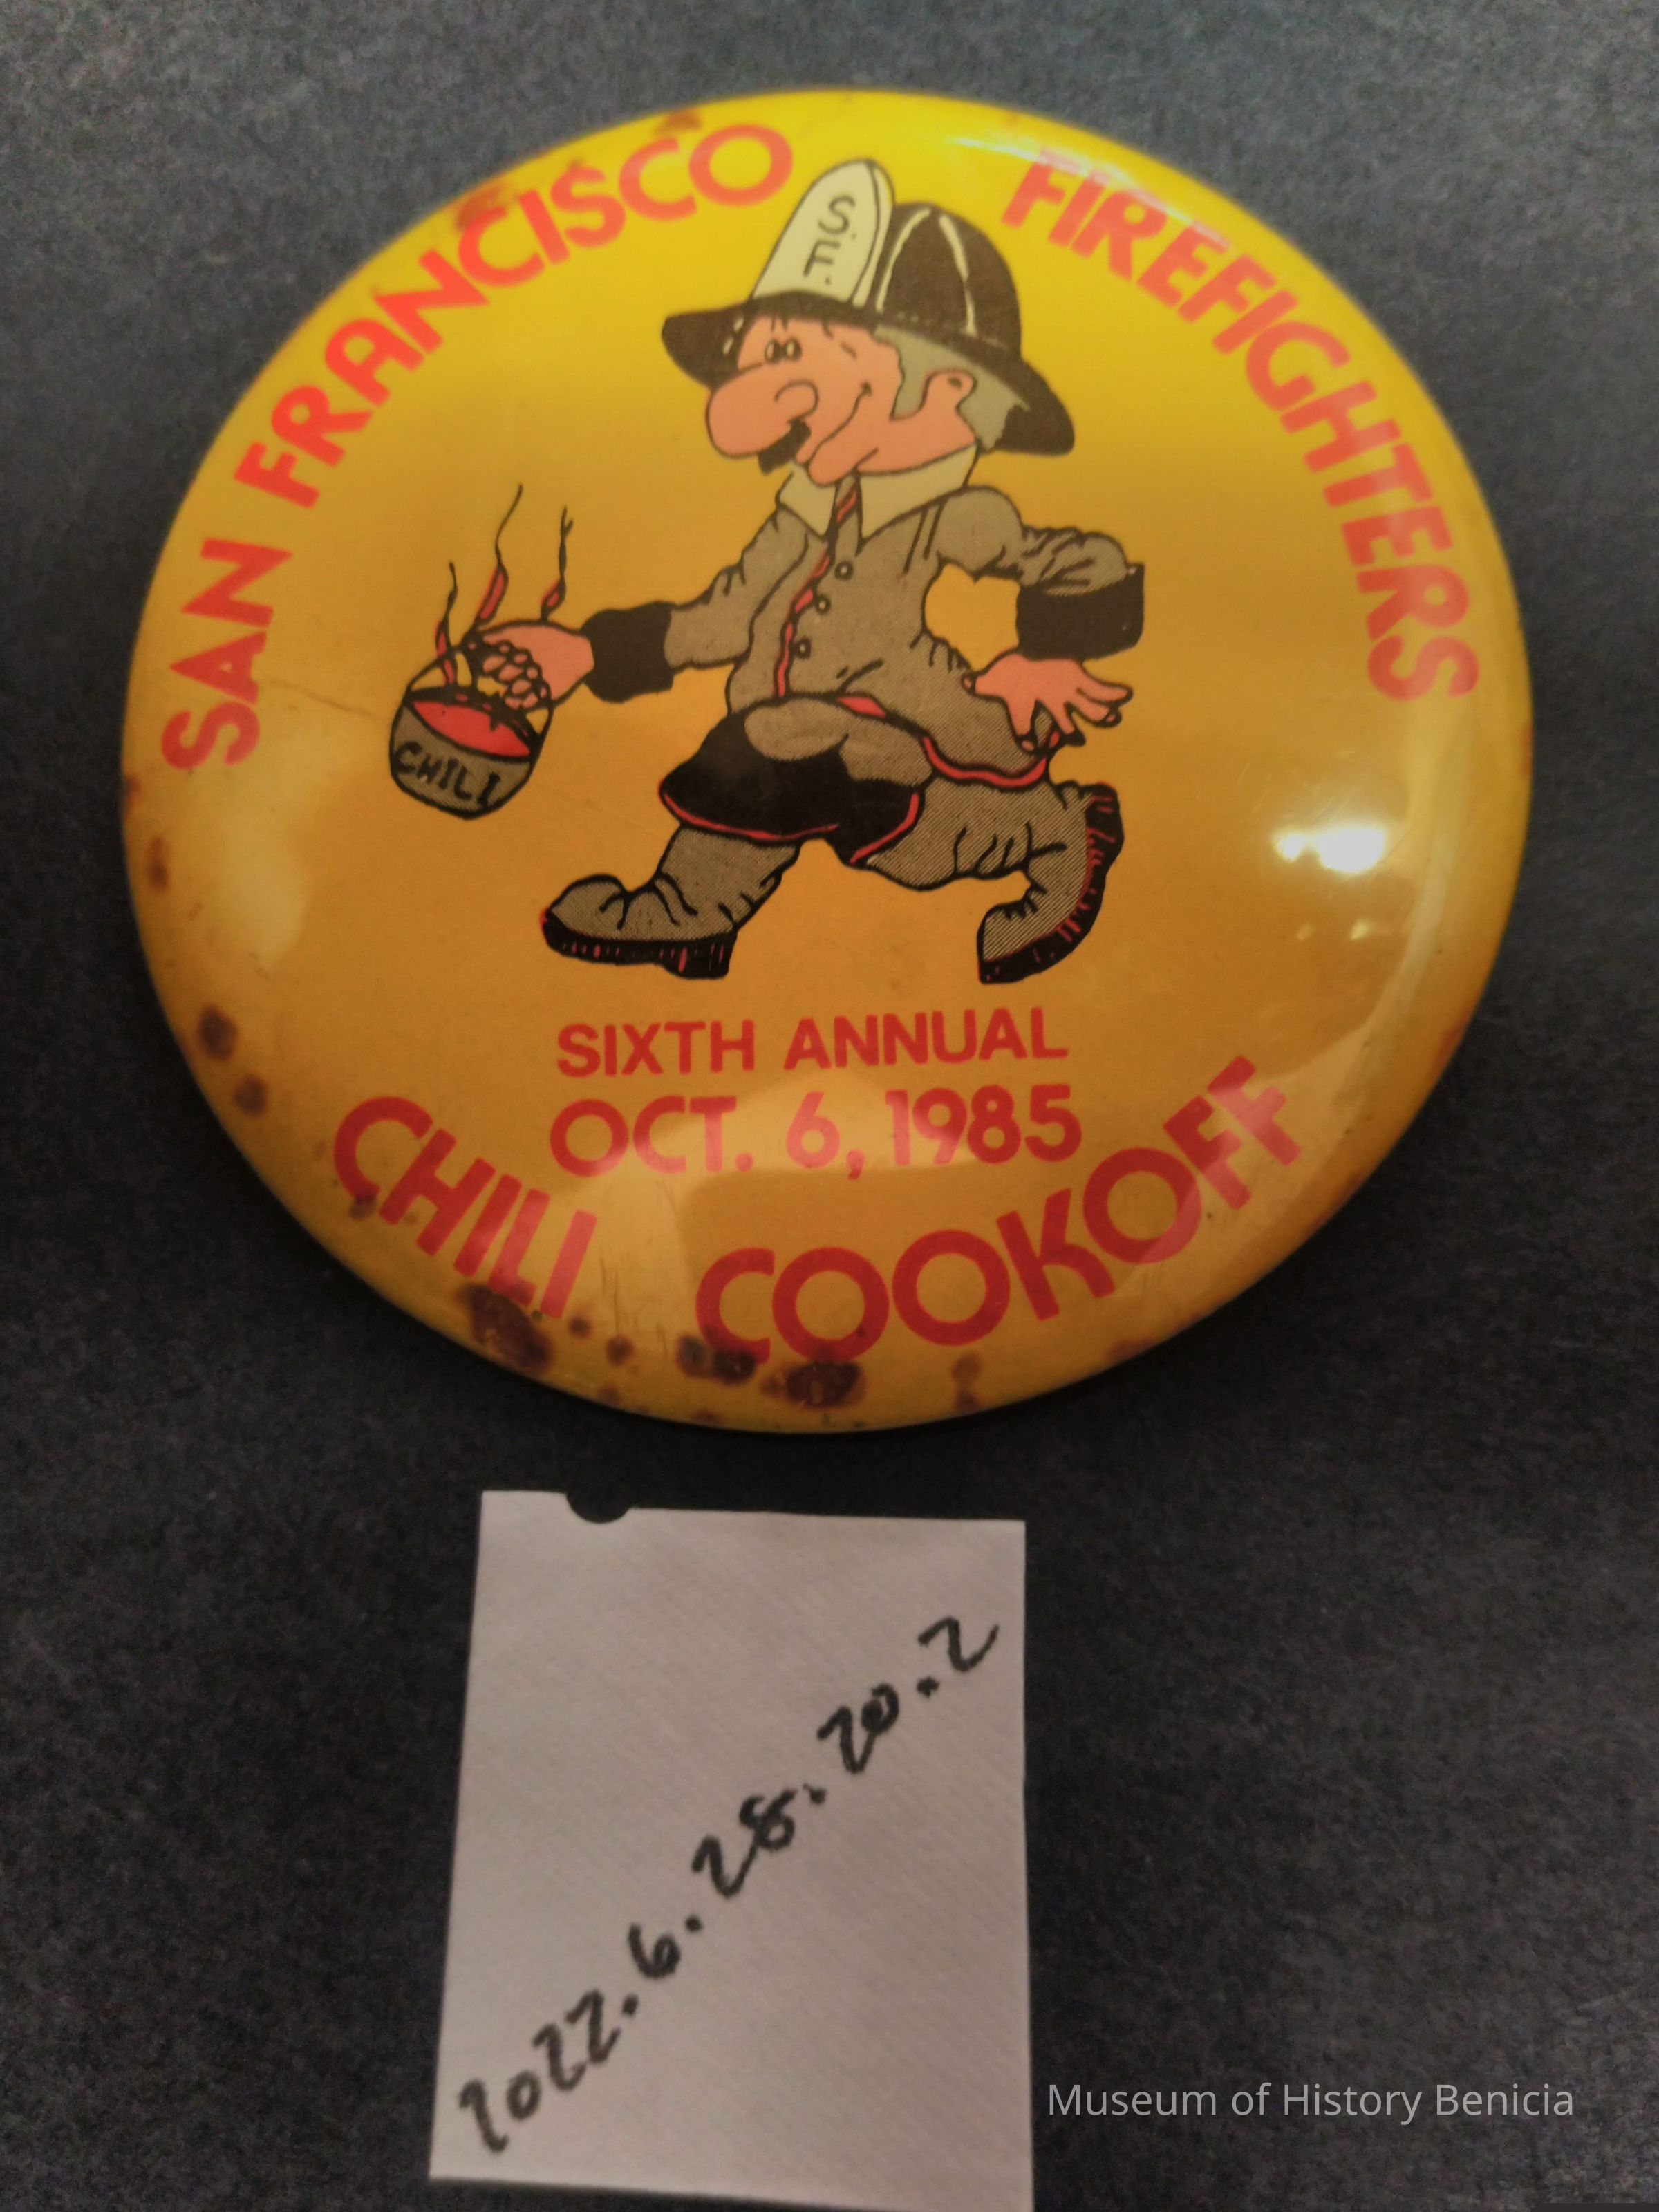 SAN FRANCISCO FIREFIGHTERS
S.F.
CHILI
SIXTH ANNUAL
OCT. 6, 1985
CHILI COOKOFF
2022.6.28.20.2
Museum of History Benicia